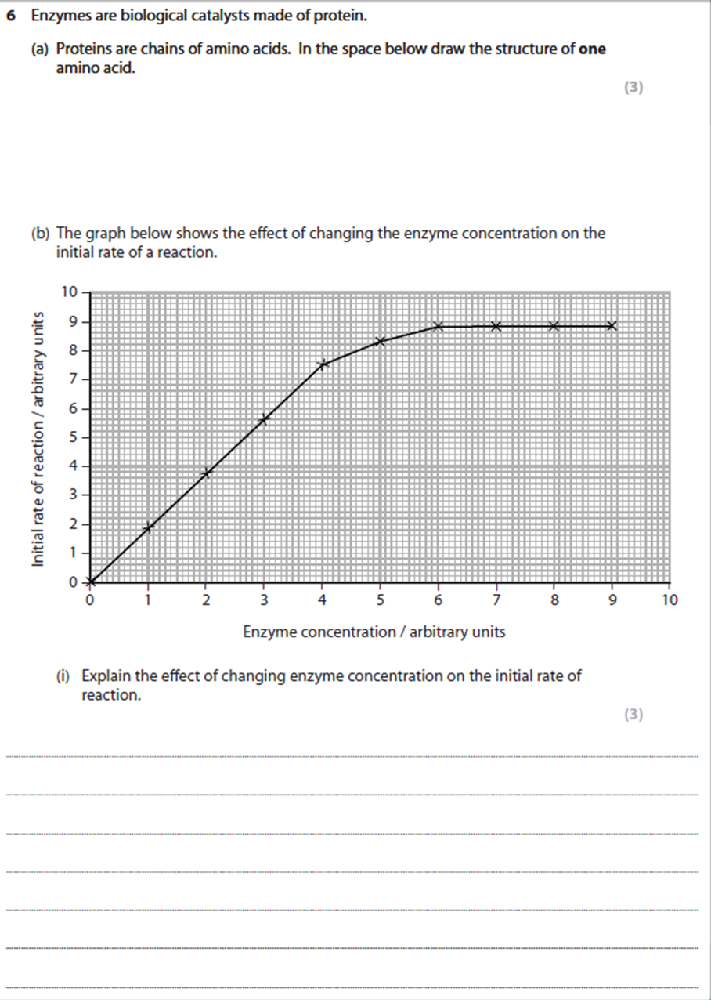 6 Enzymes are biological catalysts made of protein.
(a) Proteins are chains of amino acids. In the space below draw the structure of one
amino acid.
(3)
(b) The graph below shows the effect of changing the enzyme concentration on the
initial rate of a reaction.
Initial rate of reaction / arbitrary units
10
9
8
7
6
5
4
3
2
1
0
0 1 2 3 4 5 6 7 8 9 10
Enzyme concentration / arbitrary units
(i) Explain the effect of changing enzyme concentration on the initial rate of
reaction.
(3)